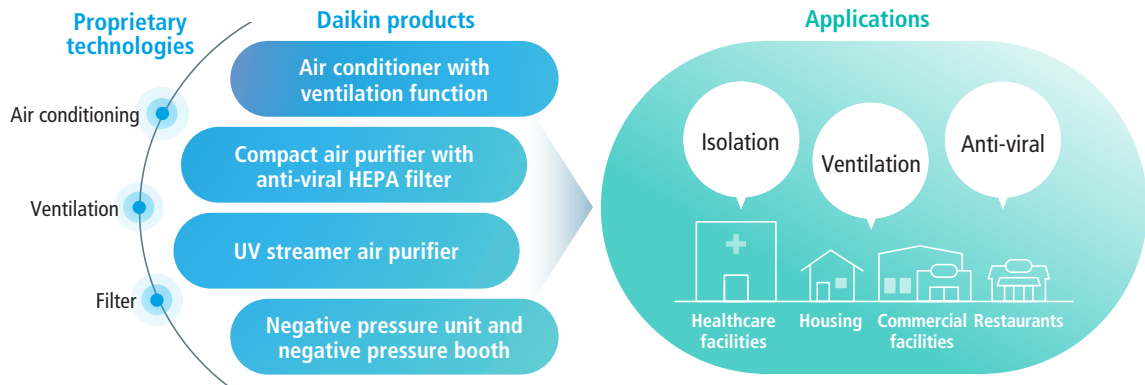 Proprietary
technologies
Air conditioning
Ventilation
Filter
Daikin products
Air conditioner with
ventilation function
Compact air purifier with
anti-viral HEPA filter
UV streamer air purifier
Negative pressure unit and
negative pressure booth
Applications
Isolation
Ventilation
Anti-viral
Healthcare
facilities
Housing
Commercial
facilities
Restaurants